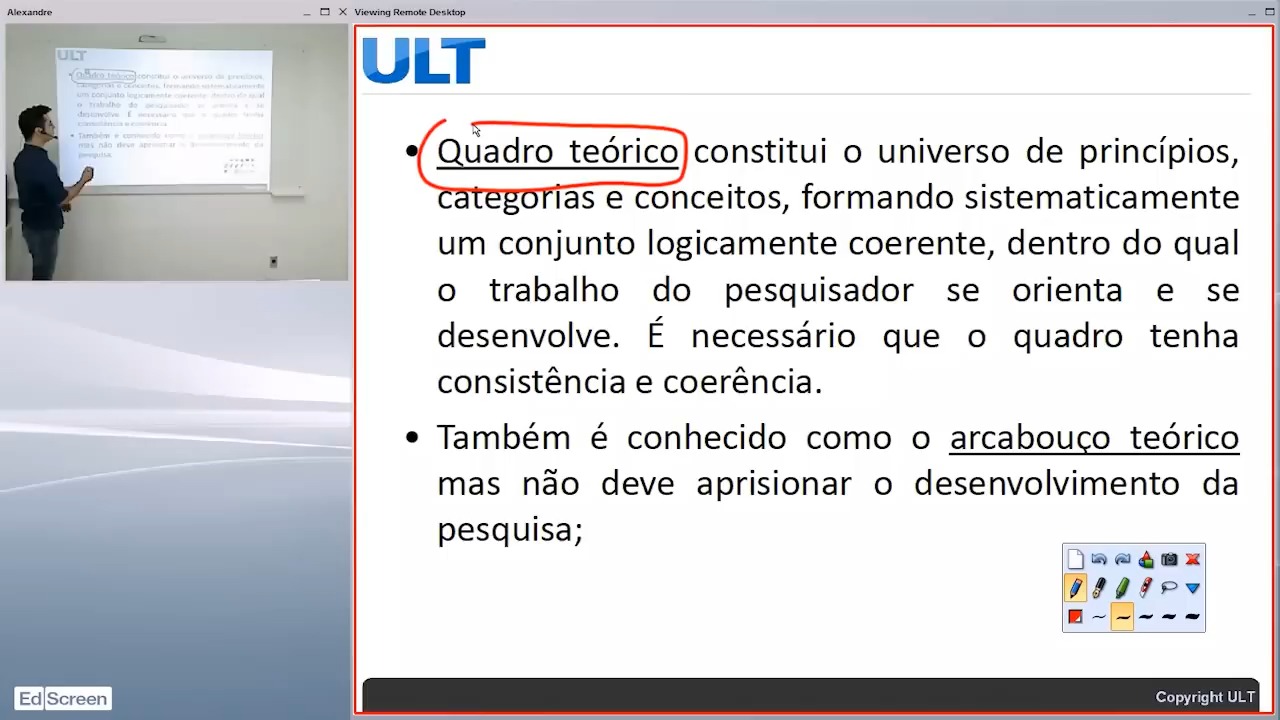 Alexandre
Viewing Remote Desktop
ULT
• Quadro teórico constitui o universo de princípios,
categorias e conceitos, formando sistematicamente
um conjunto logicamente coerente, dentro do qual
o trabalho do pesquisador se orienta e se
desenvolve. É necessário que o quadro tenha
consistência e coerência.
• Também é conhecido como o arcabouço teórico
mas não deve aprisionar o desenvolvimento da
pesquisa;
EdScreen
Copyright ULT